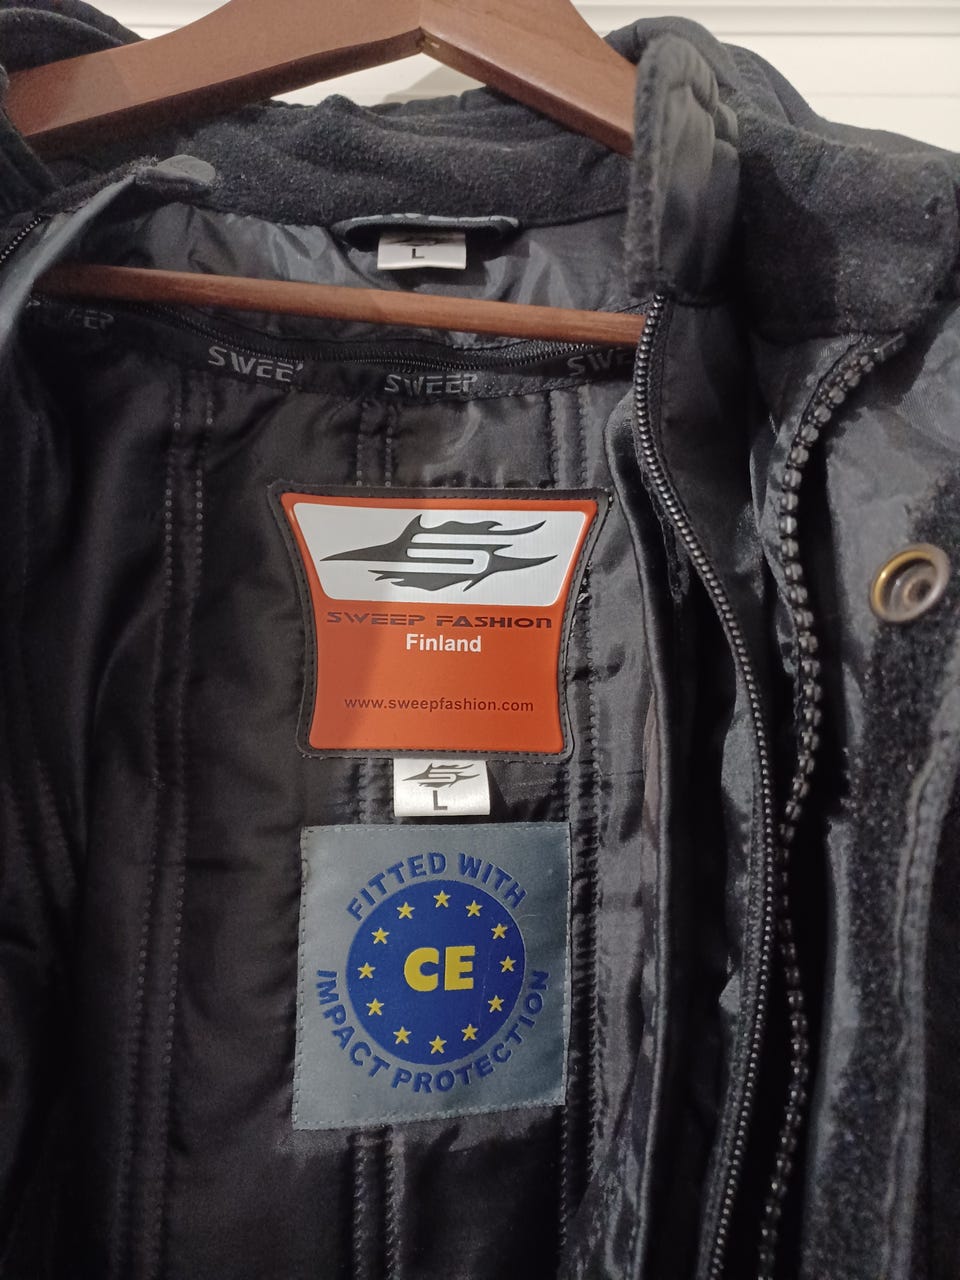 L
SWEEP
SWEEP
SWEEP FASHION
Finland
www.sweepfashion.com
L
FITTED WITH
CE
IMPACT PROTECTION